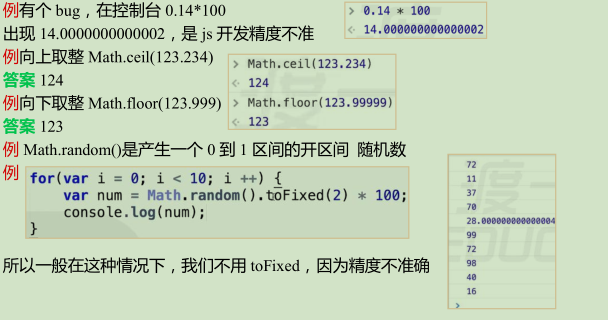 例有个 bug，在控制台 0.14*100
出现 14.0000000000002，是 js 开发精度不准
> 0.14 * 100
< 14.000000000000002
例向上取整 Math.ceil(123.234)
答案 124
例向下取整 Math.floor(123.999)
答案 123
> Math.ceil(123.234)
< 124
> Math.floor(123.99999)
< 123
例 Math.random()是产生一个 0 到 1 区间的开区间 随机数
例
for(var i = 0; i < 10; i ++) {
var num = Math.random().toFixed(2) * 100;
console.log(num);
}
72
11
37
70
28.000000000000004
99
72
98
40
16
>
所以一般在这种情况下，我们不用 toFixed，因为精度不准确